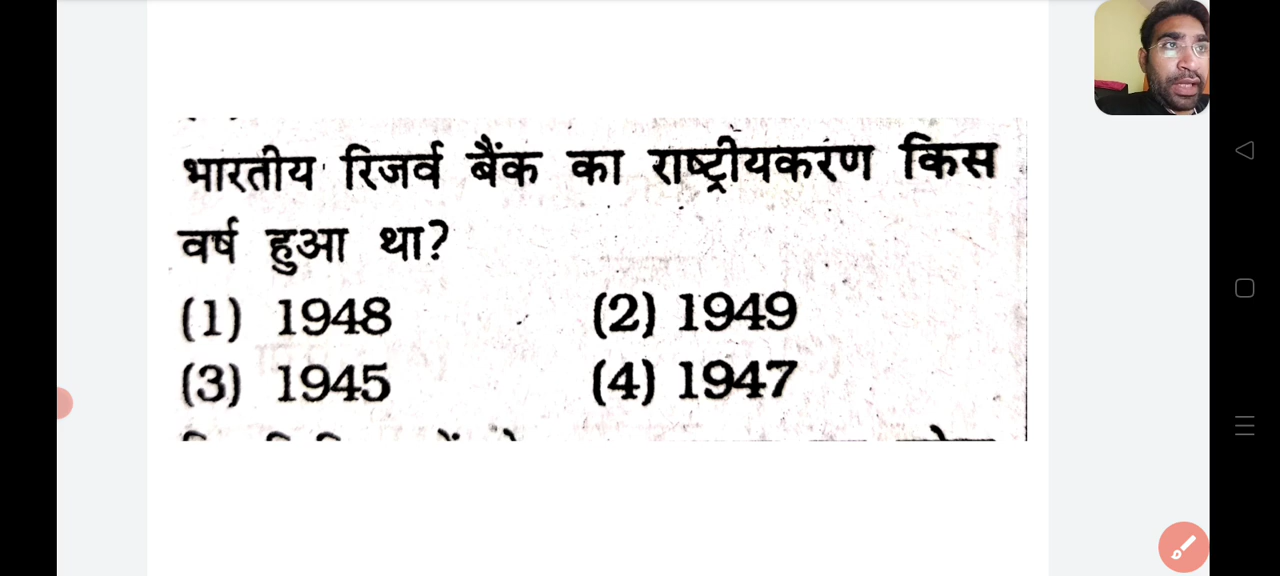 भारतीय रिजर्व बैंक का राष्ट्रीयकरण किस
वर्ष हुआ था?
(1) 1948 (2) 1949
(3) 1945 (4) 1947